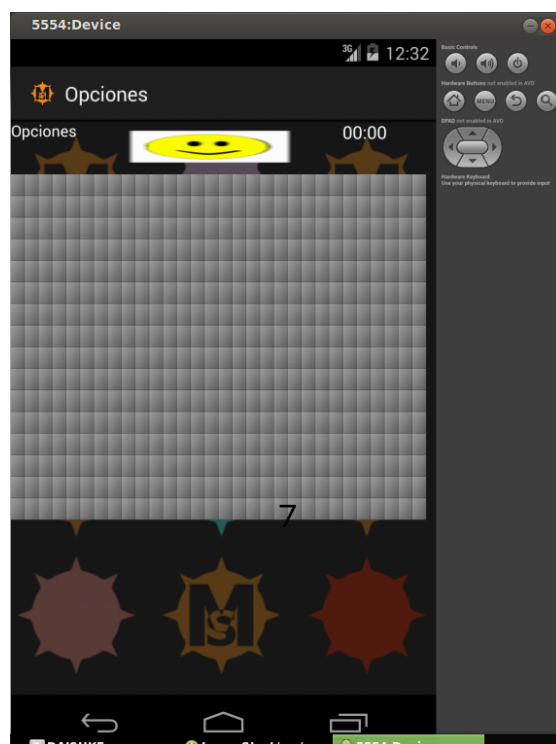 5554:Device
3G 12:32
Opciones
Opciones 00:00
7
Basic Controls
Hardware Buttons not enabled in AVD
MENU
DPAD not enabled in AVD
Hardware Keyboard
Use your physical keyboard to provide input